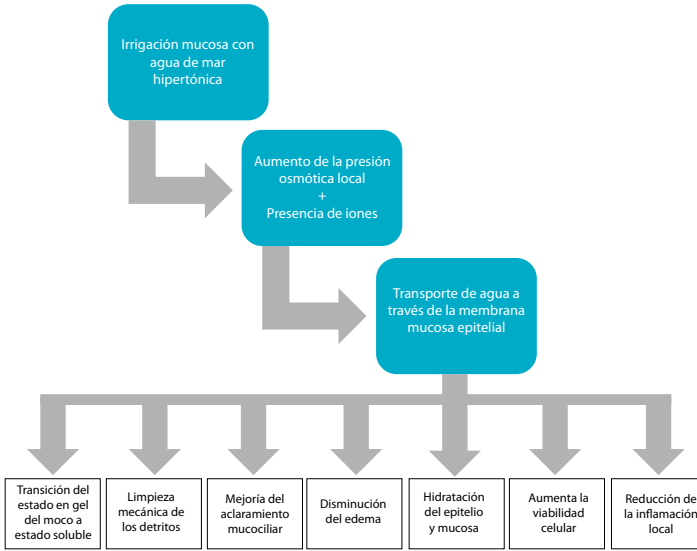 Irrigación mucosa con
agua de mar
hipertónica
Aumento de la presión
osmótica local
+
Presencia de iones
Transporte de agua a
través de la membrana
mucosa epitelial
Transición del
estado en gel
del moco a
estado soluble
Limpieza
mecánica de
los detritos
Mejoría del
aclaramiento
mucociliar
Disminución
del edema
Hidratación
del epitelio
y mucosa
Aumenta la
viabilidad
celular
Reducción de
la inflamación
local